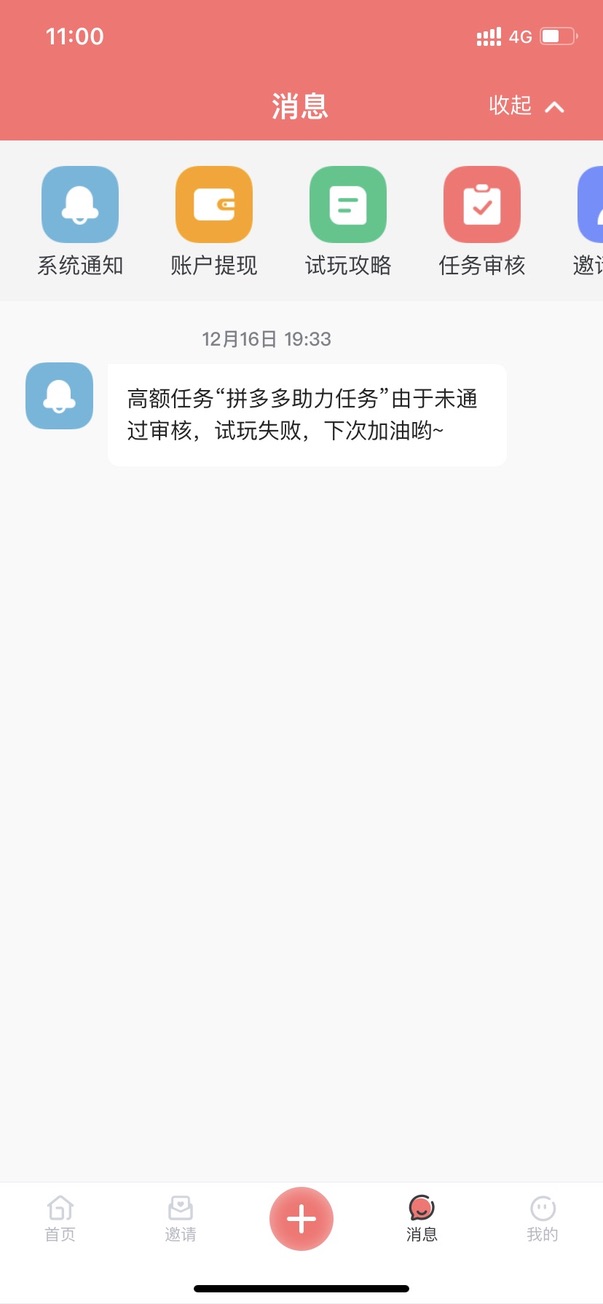 11:00
4G
消息
收起
系统通知
账户提现
试玩攻略
任务审核
12月16日 19:33
高额任务“拼多多助力任务”由于未通
过审核，试玩失败，下次加油哟~
首页
邀请
消息
我的